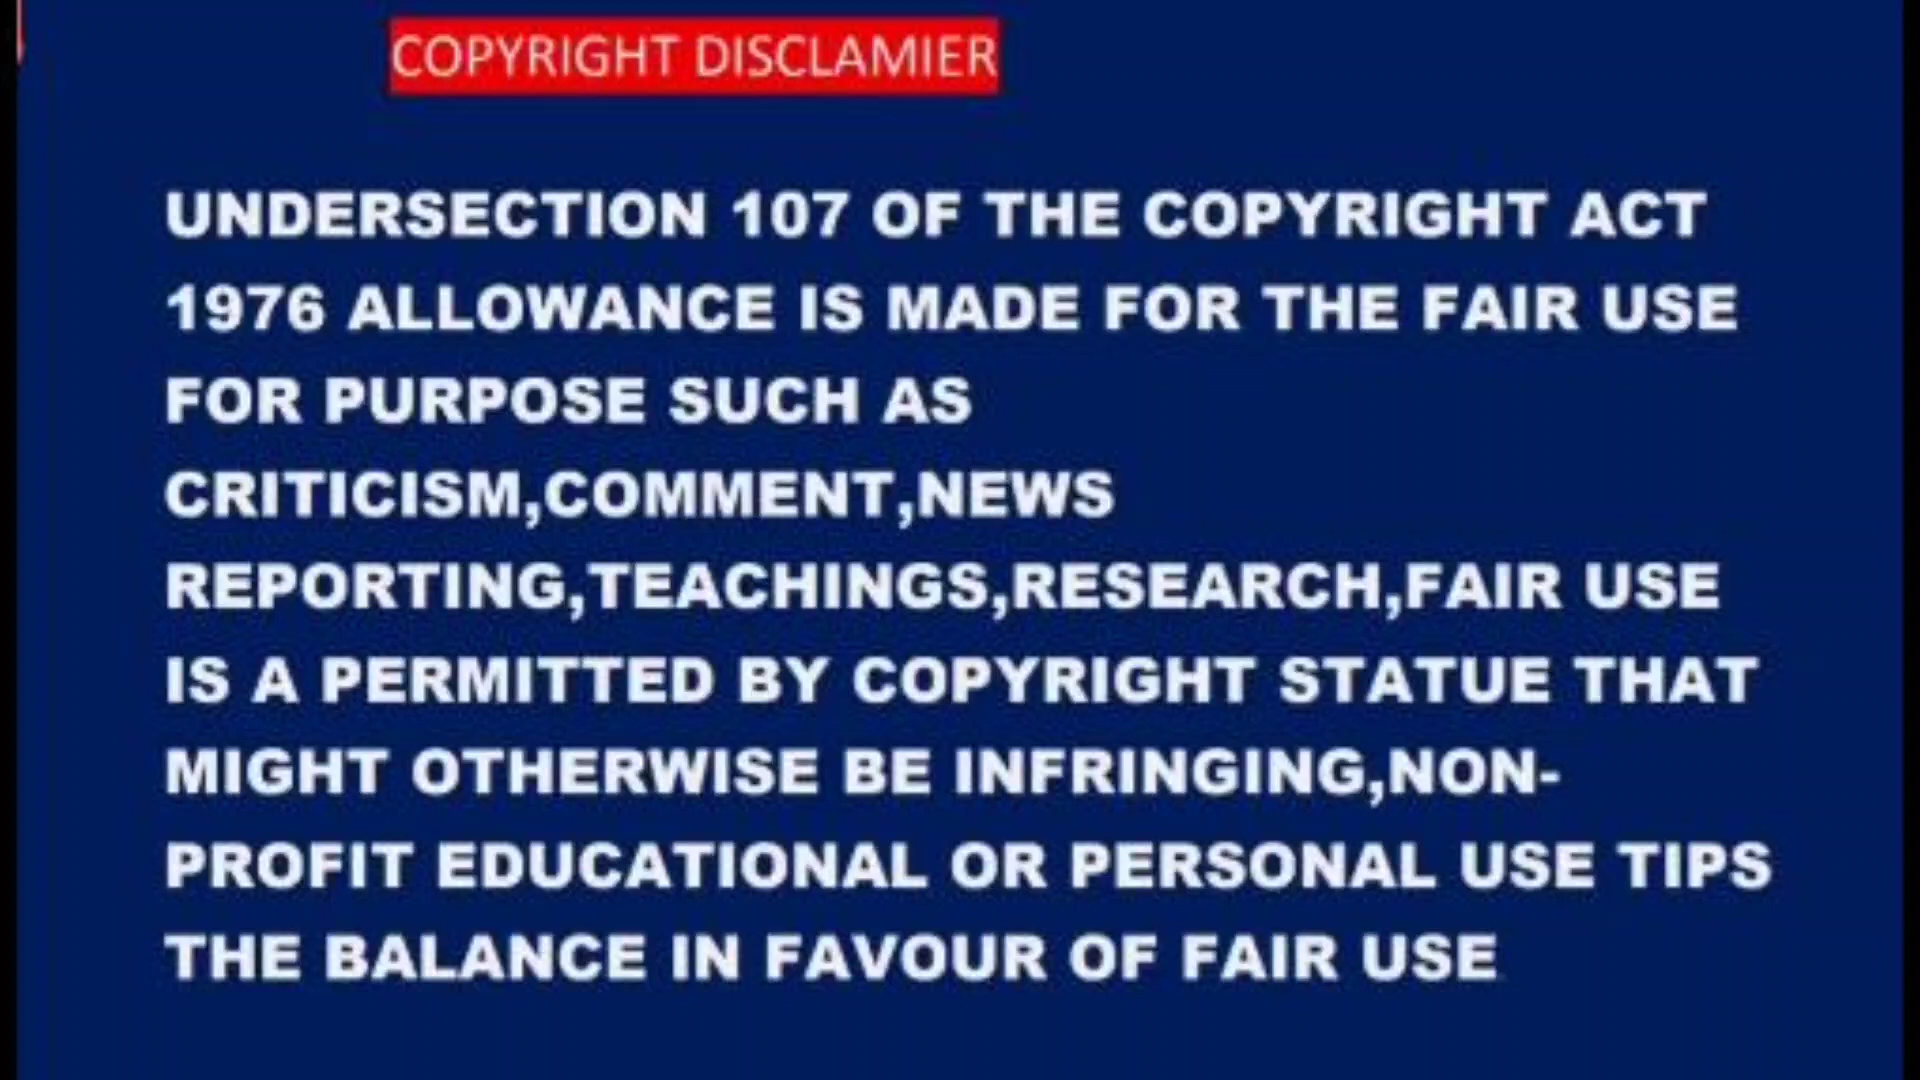 COPYRIGHT DISCLAMIER
UNDERSECTION 107 OF THE COPYRIGHT ACT
1976 ALLOWANCE IS MADE FOR THE FAIR USE
FOR PURPOSE SUCH AS
CRITICISM,COMMENT,NEWS
REPORTING,TEACHINGS,RESEARCH,FAIR USE
IS A PERMITTED BY COPYRIGHT STATUE THAT
MIGHT OTHERWISE BE INFRINGING,NON-
PROFIT EDUCATIONAL OR PERSONAL USE TIPS
THE BALANCE IN FAVOUR OF FAIR USE